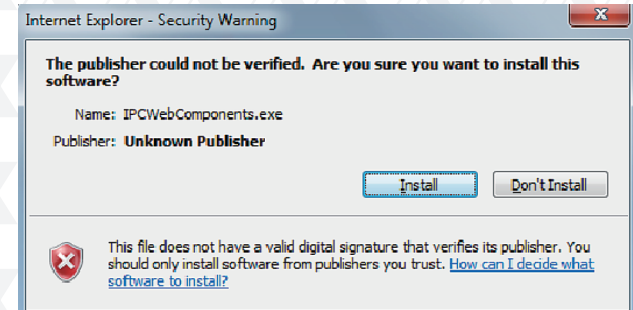 Internet Explorer - Security Warning
The publisher could not be verified. Are you sure you want to install this
software?
Name: IPCWebComponents.exe
Publisher: Unknown Publisher
Install
Don't Install
This file does not have a valid digital signature that verifies its publisher. You
should only install software from publishers you trust. How can I decide what
software to install?